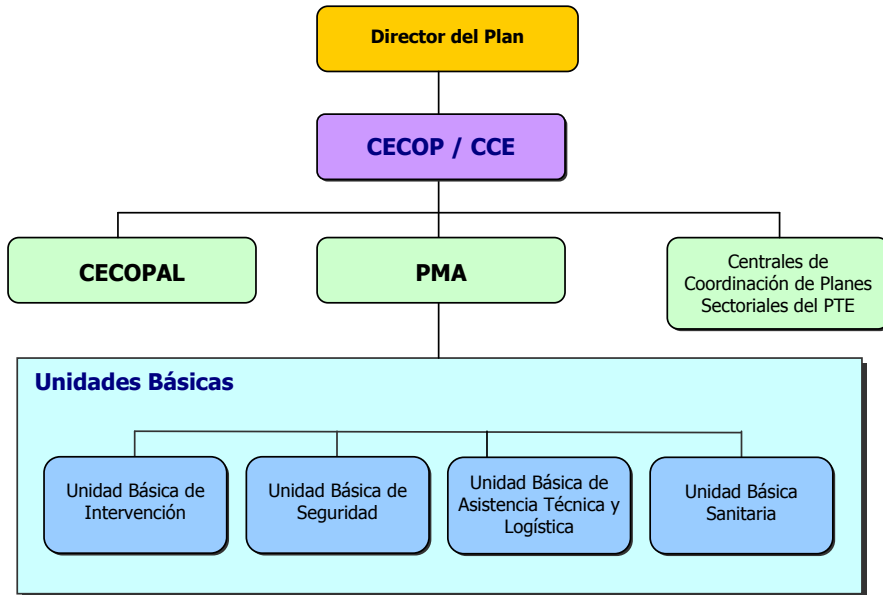 Director del Plan
CECOP / CCE
CECOPAL
PMA
Centrales de
Coordinación de Planes
Sectoriales del PTE
Unidades Básicas
Unidad Básica de
Intervención
Unidad Básica de
Seguridad
Unidad Básica de
Asistencia Técnica y
Logística
Unidad Básica
Sanitaria